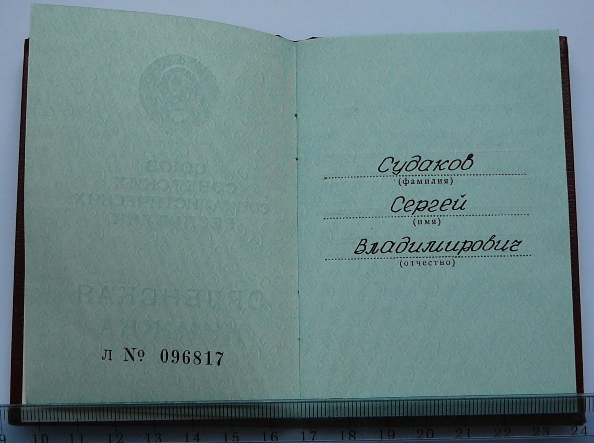 Л № 096817
Судаков
(фамилия)
Сергей
(имя)
Владимирович
(отчество)
9 10 11 12 13 14 15 16 17 18 19 20 21 22 23 24